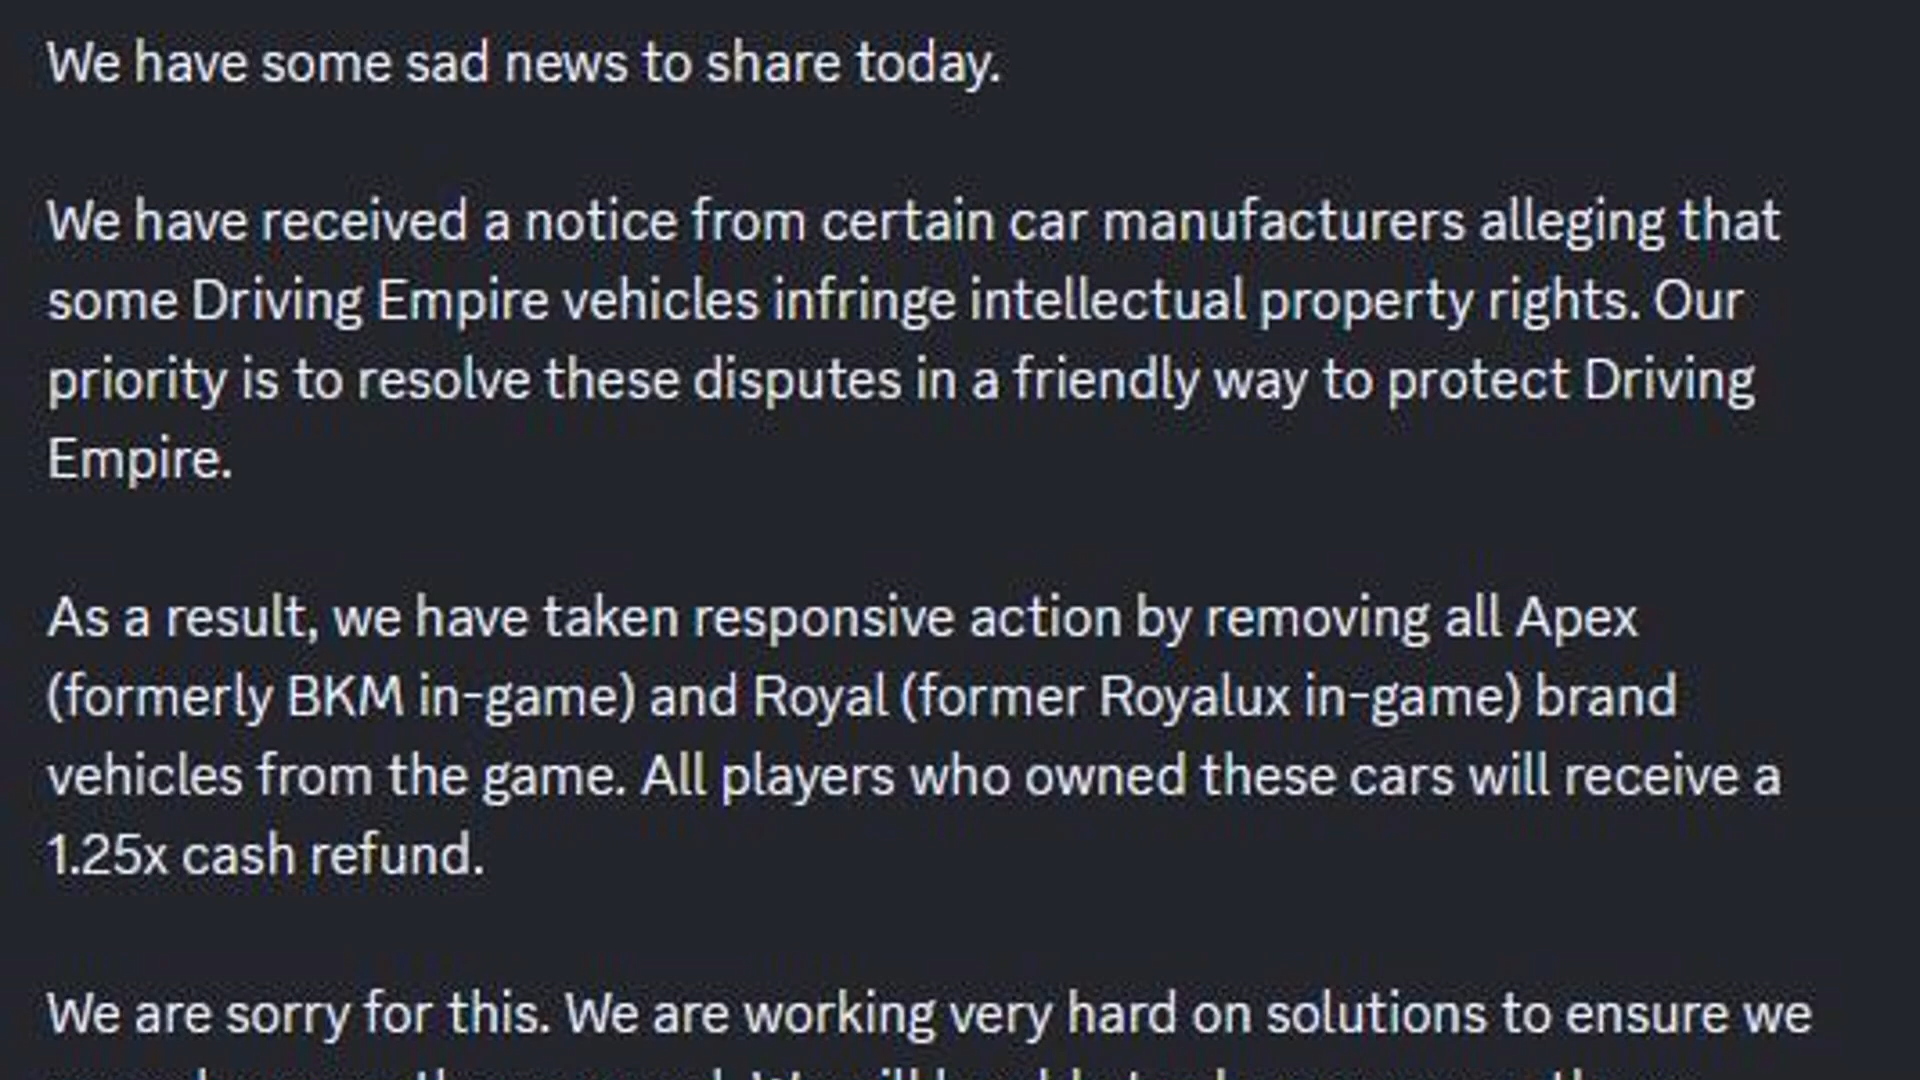 We have some sad news to share today.
We have received a notice from certain car manufacturers alleging that
some Driving Empire vehicles infringe intellectual property rights. Our
priority is to resolve these disputes in a friendly way to protect Driving
Empire.
As a result, we have taken responsive action by removing all Apex
(formerly BKM in-game) and Royal (former Royalux in-game) brand
vehicles from the game. All players who owned these cars will receive a
1.25x cash refund.
We are sorry for this. We are working very hard on solutions to ensure we